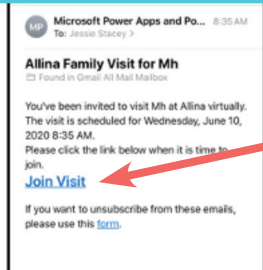 MP
Microsoft Power Apps and Po... 8:35 AM
To: Jessie Stacey >
Allina Family Visit for Mh
Found in Gmail All Mail Mailbox
You've been invited to visit Mh at Allina virtually.
The visit is scheduled for Wednesday, June 10,
2020 8:35 AM.
Please click the link below when it is time to
join.
Join Visit
If you want to unsubscribe from these emails,
please use this form.